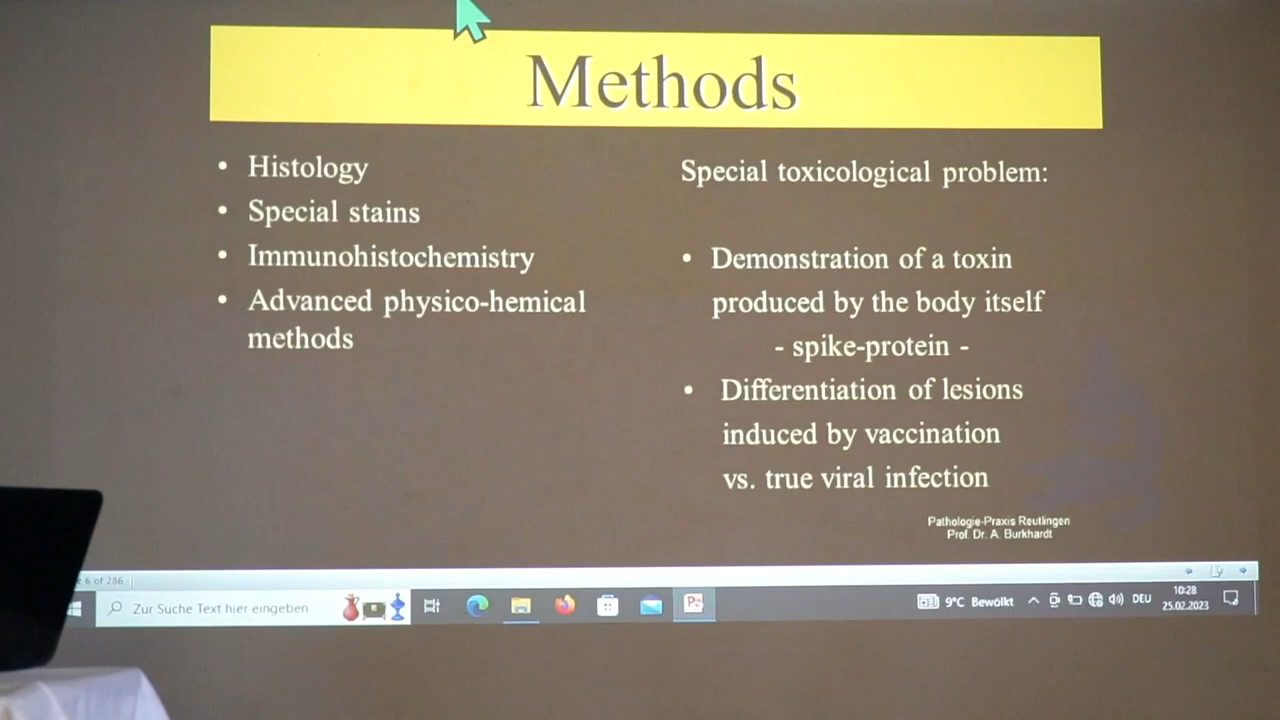 Methods
• Histology
• Special stains
• Immunohistochemistry
• Advanced physico-hemical
methods
Special toxicological problem:
• Demonstration of a toxin
produced by the body itself
- spike-protein -
• Differentiation of lesions
induced by vaccination
vs. true viral infection
Pathologie-Praxis Reutlingen
Prof. Dr. A. Burkhardt
6 of 286
Zur Suche Text hier eingeben
9°C Bewölkt
DEU
10:28
25.02.2023